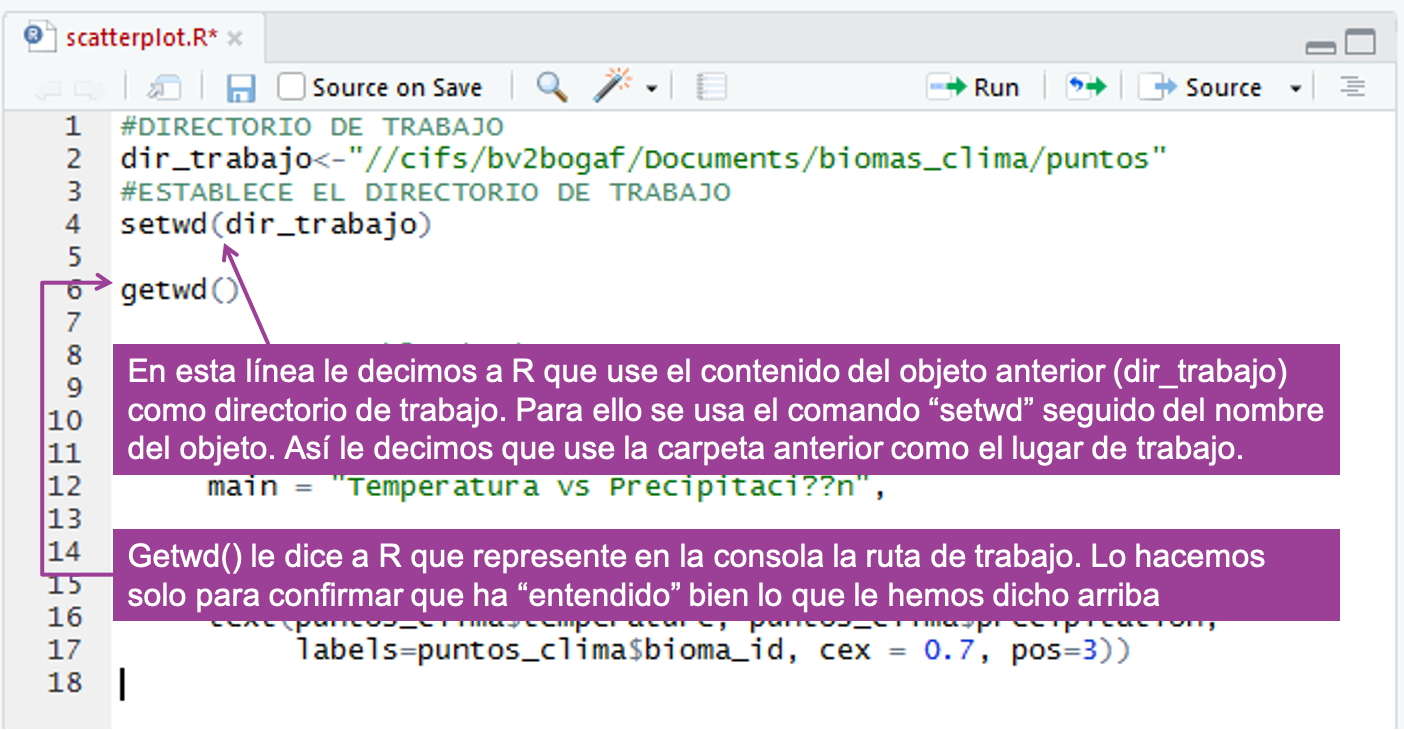 scatterplot.R*
Source on Save
Run
Source
1 #DIRECTORIO DE TRABAJO
2 dir_trabajo<-"//cifs/bv2bogaf/Documents/biomas_clima/puntos"
3 #ESTABLECE EL DIRECTORIO DE TRABAJO
4 setwd(dir_trabajo)
5
6 getwd()
7
8
9
10
11
En esta línea le decimos a R que use el contenido del objeto anterior (dir_trabajo)
como directorio de trabajo. Para ello se usa el comando “setwd” seguido del nombre
del objeto. Así le decimos que use la carpeta anterior como el lugar de trabajo.
12 main = "Temperatura vs Precipitaci??n",
13
14
15
Getwd() le dice a R que represente en la consola la ruta de trabajo. Lo hacemos
solo para confirmar que ha “entendido” bien lo que le hemos dicho arriba
16 text(puntos_clima$temperature, puntos_clima$precipitation,
17 labels=puntos_clima$bioma_id, cex = 0.7, pos=3))
18